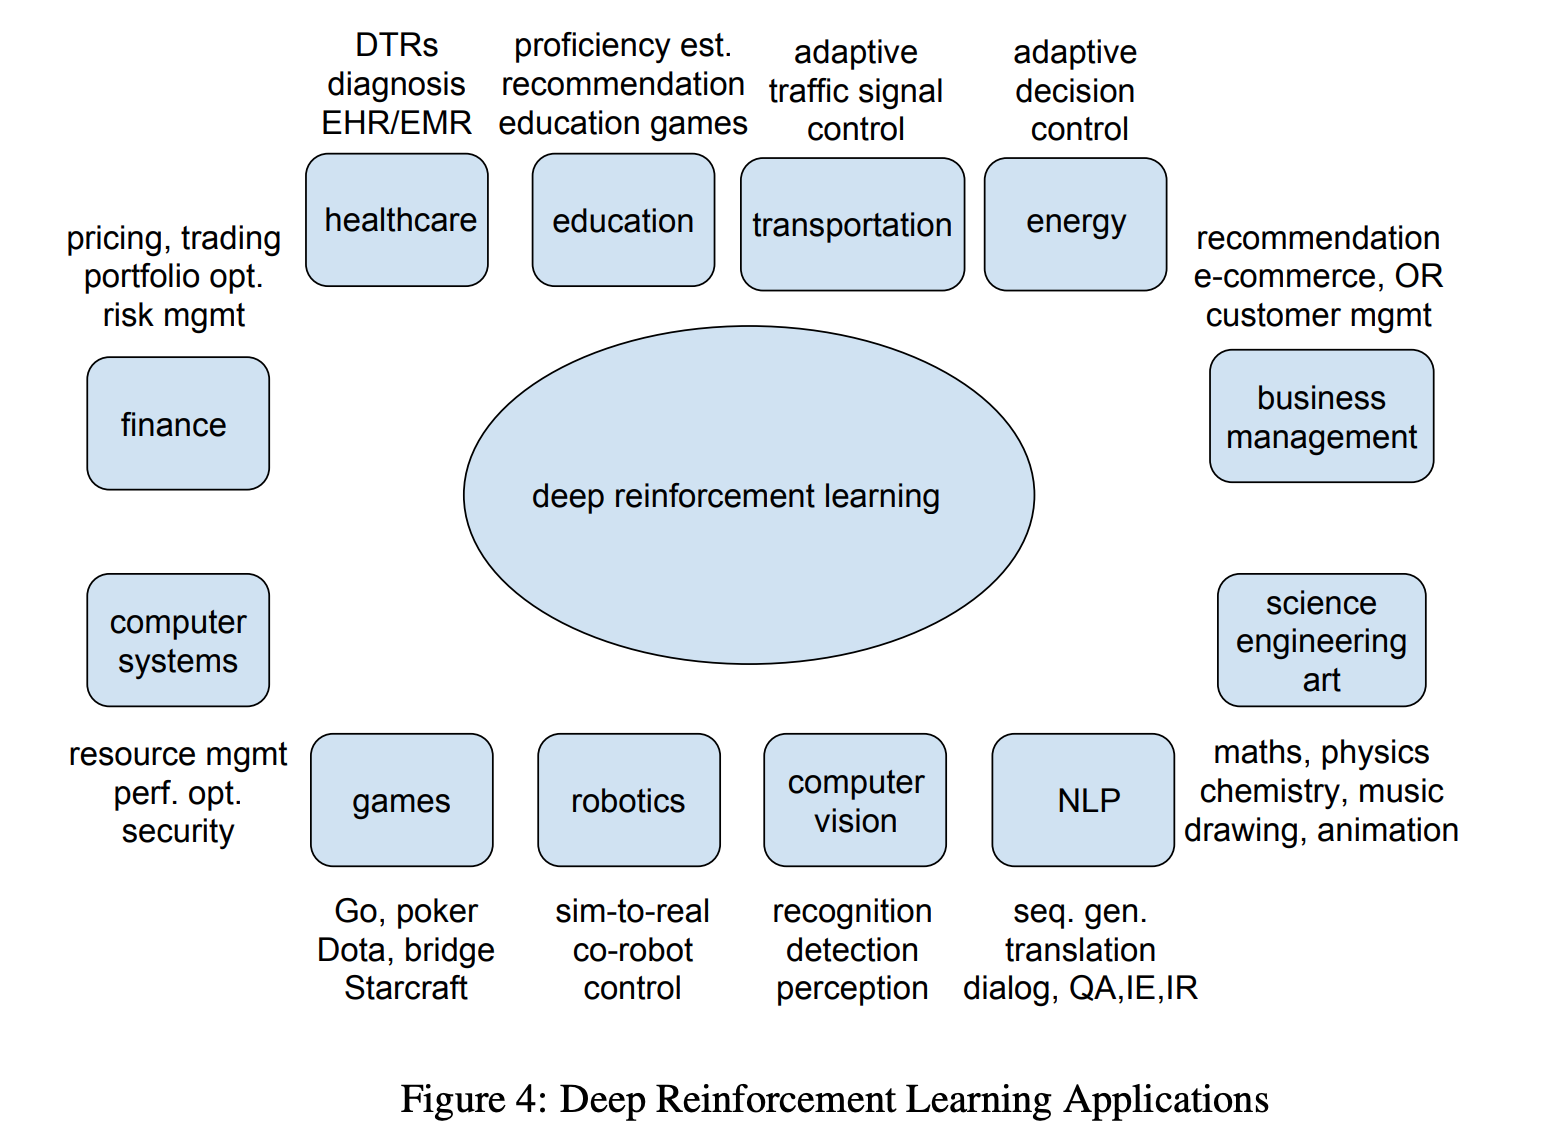 DTRs
diagnosis
EHR/EMR
healthcare
proficiency est.
recommendation
education games
education
adaptive
traffic signal
control
transportation
adaptive
decision
control
energy
pricing, trading
portfolio opt.
risk mgmt
finance
recommendation
e-commerce, OR
customer mgmt
business
management
deep reinforcement learning
computer
systems
resource mgmt
perf. opt.
security
science
engineering
art
maths, physics
chemistry, music
drawing, animation
games
Go, poker
Dota, bridge
Starcraft
robotics
sim-to-real
co-robot
control
computer
vision
recognition
detection
perception
NLP
seq. gen.
translation
dialog, QA,IE,IR
Figure 4: Deep Reinforcement Learning Applications